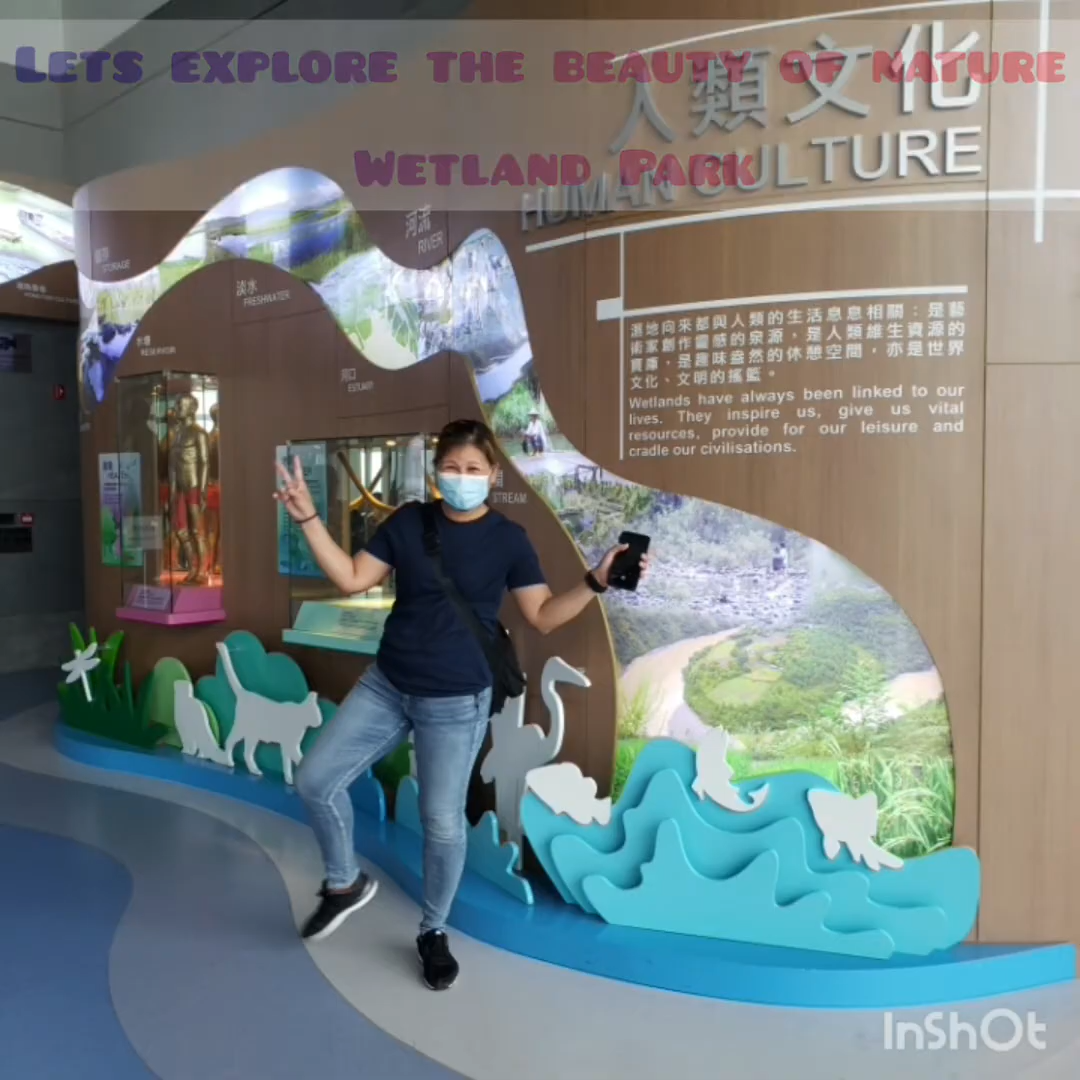 Lets explore the beauty of nature
Wetland Park
人類文化
HUMAN CULTURE
濕地向來都與人類的生活息息相關：是藝
術家創作靈感的泉源，是人類維生資源的
寶庫，是趣味盎然的休憩空間，亦是世界
文化、文明的搖籃。
Wetlands have always been linked to our
lives. They inspire us, give us vital
resources, provide for our leisure and
cradle our civilisations.
河流
RIVER
STORAGE
淡水
FRESHWATER
水塘
RESERVOIR
河口
ESTUARY
STREAM
InShOt